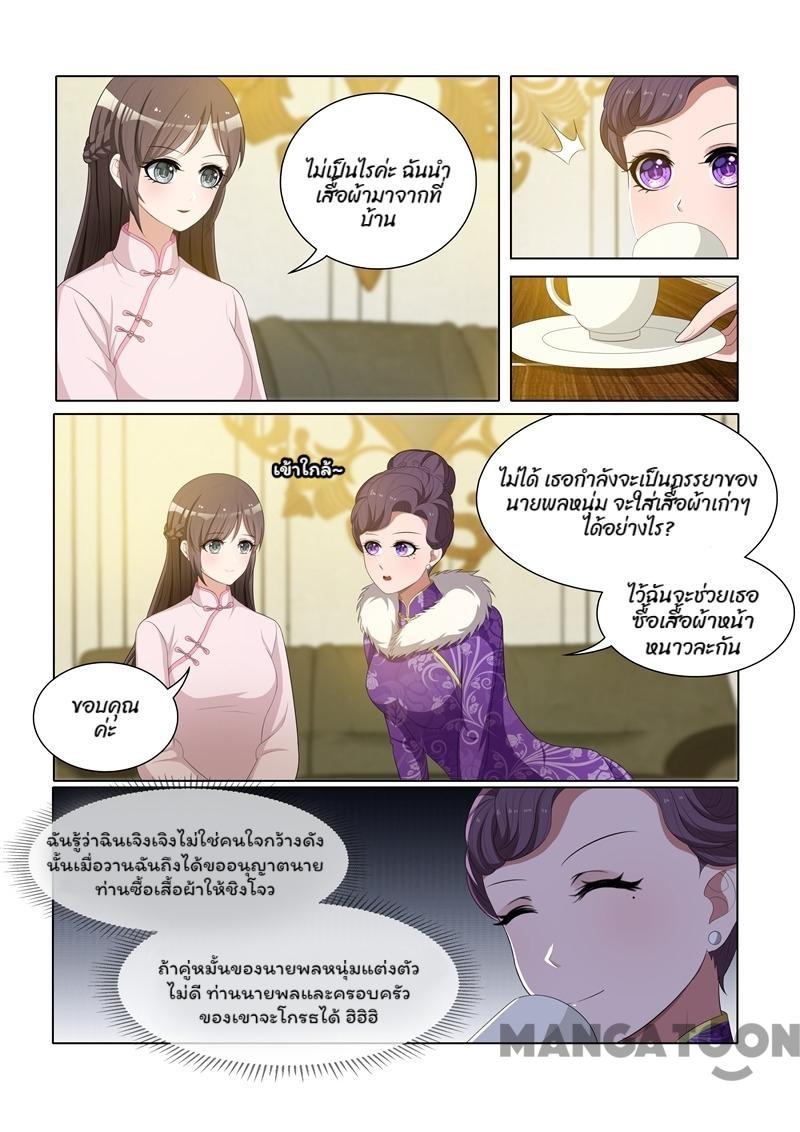 ไม่เป็นไรค่ะ ฉันนำ
เสื้อผ้ามาจากที่
บ้าน
เข้าใกล้~
ไม่ได้ เธอกำลังจะเป็นภรรยาของ
นายพลหนุ่ม จะใส่เสื้อผ้าเก่าๆ
ได้อย่างไร?
ไว้ฉันจะช่วยเธอ
ซื้อเสื้อผ้าหน้า
หนาวละกัน
ขอบคุณ
ค่ะ
ฉันรู้ว่าฉินเจิงเจิงไม่ใช่คนใจกว้างดัง
นั้นเมื่อวานฉันถึงได้ขออนุญาตนาย
ท่านซื้อเสื้อผ้าให้ชิงโจว
ถ้าคู่หมั้นของนายพลหนุ่มแต่งตัว
ไม่ดี ท่านนายพลและครอบครัว
ของเขาจะโกรธได้ ฮิฮิฮิ
MANGATOON